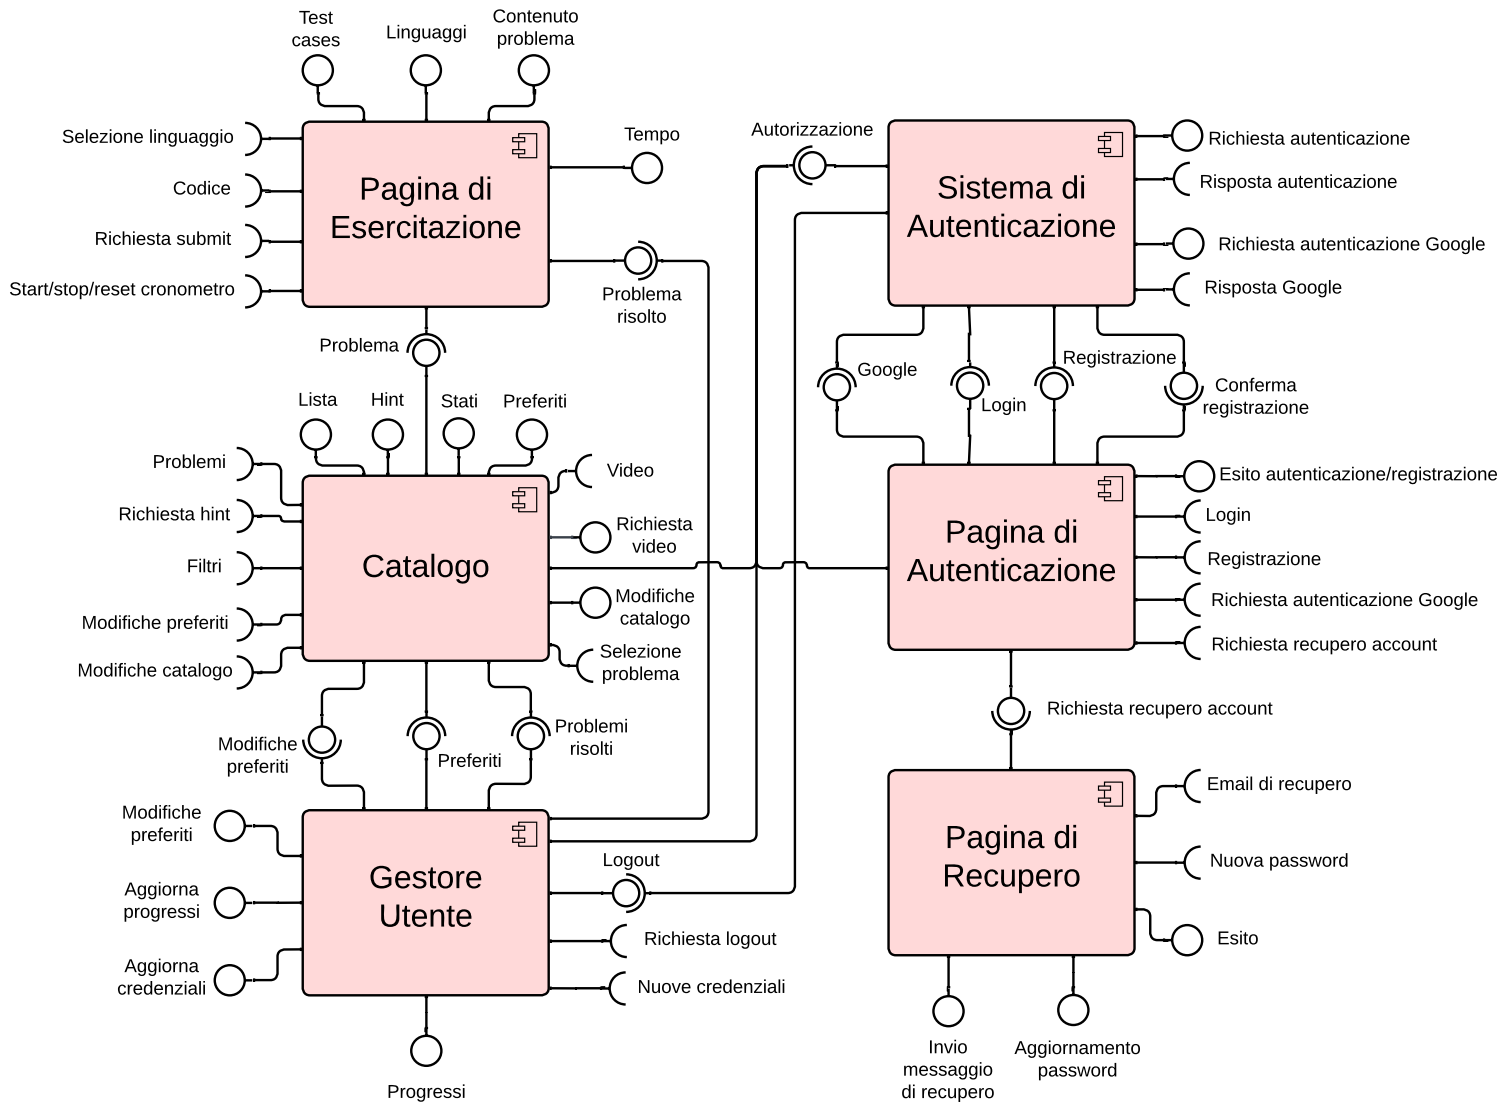 Test
cases
Linguaggi
Contenuto
problema
Selezione linguaggio
Codice
Richiesta submit
Start/stop/reset cronometro
Pagina di
Esercitazione
Tempo
Problema
risolto
Problema
Autorizzazione
Sistema di
Autenticazione
Richiesta autenticazione
Risposta autenticazione
Richiesta autenticazione Google
Risposta Google
Google
Login
Registrazione
Conferma
registrazione
Lista
Hint
Stati
Preferiti
Problemi
Richiesta hint
Filtri
Modifiche preferiti
Modifiche catalogo
Catalogo
Video
Richiesta
video
Modifiche
catalogo
Selezione
problema
Pagina di
Autenticazione
Esito autenticazione/registrazione
Login
Registrazione
Richiesta autenticazione Google
Richiesta recupero account
Modifiche
preferiti
Preferiti
Problemi
risolti
Richiesta recupero account
Modifiche
preferiti
Aggiorna
progressi
Aggiorna
credenziali
Gestore
Utente
Logout
Richiesta logout
Nuove credenziali
Progressi
Pagina di
Recupero
Email di recupero
Nuova password
Esito
Invio
messaggio
di recupero
Aggiornamento
password